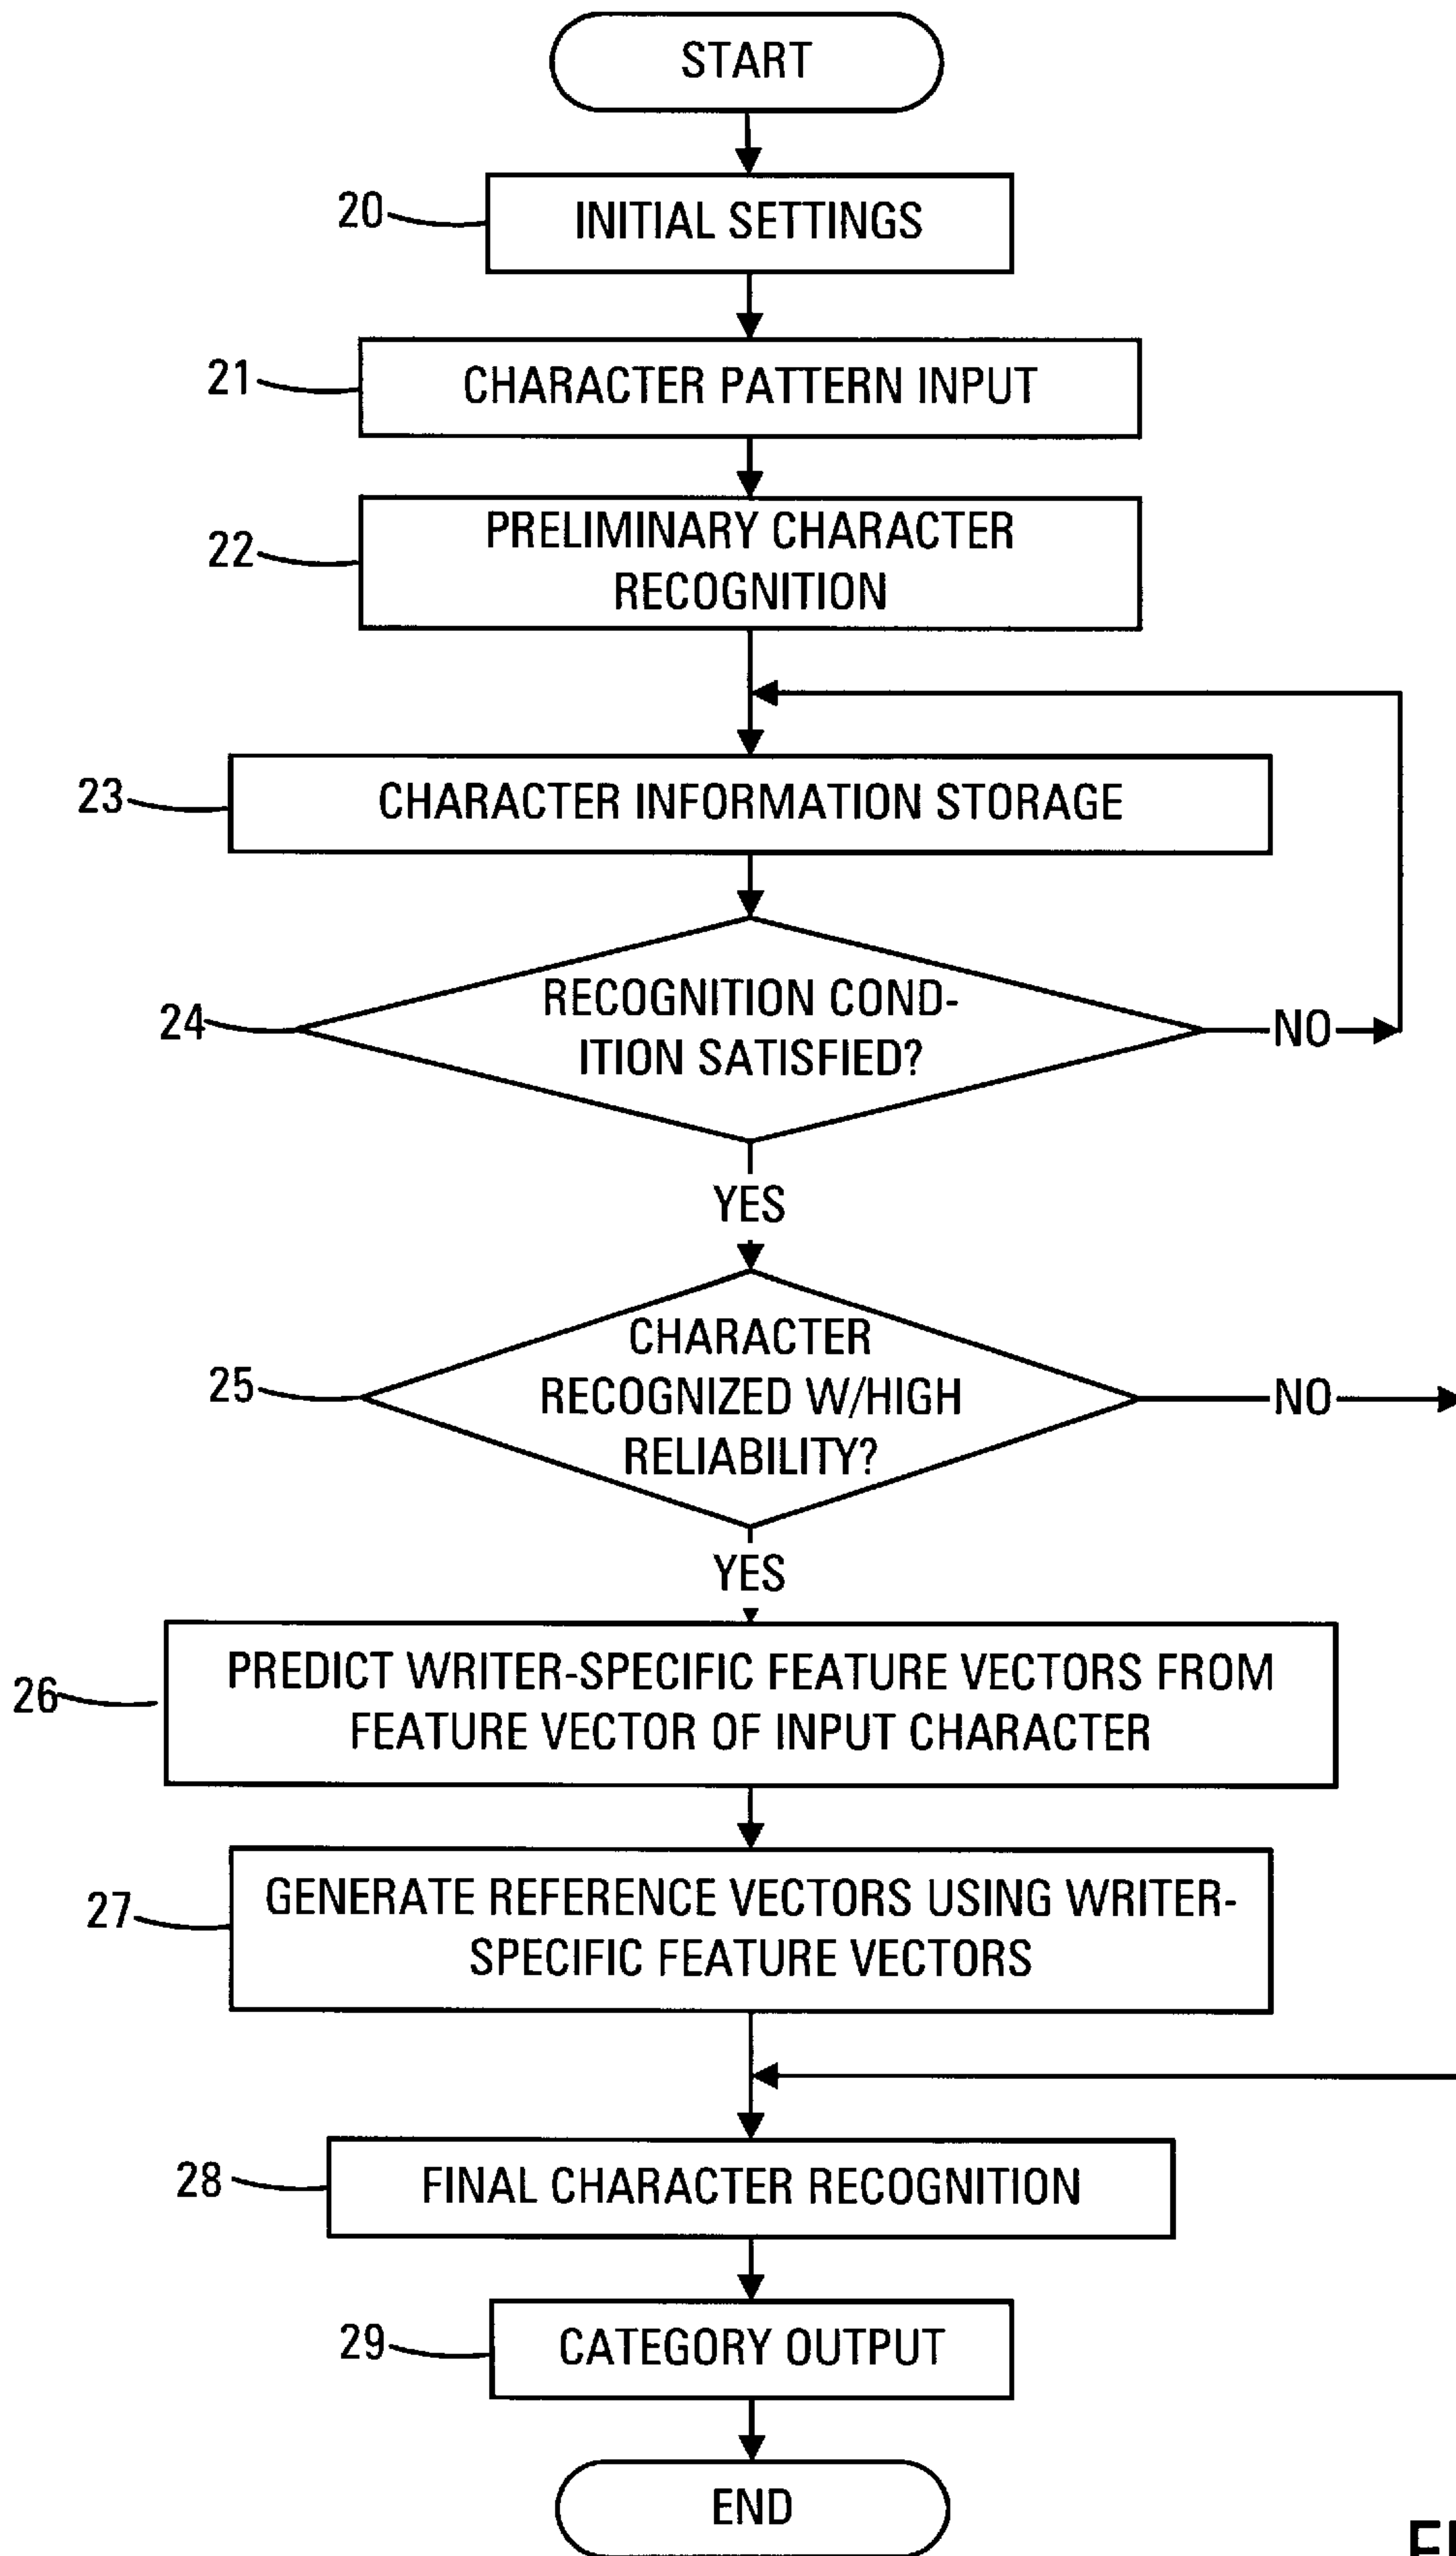 START
20
INITIAL SETTINGS
21
CHARACTER PATTERN INPUT
22
PRELIMINARY CHARACTER
RECOGNITION
23
CHARACTER INFORMATION STORAGE
24
RECOGNITION COND-
ITION SATISFIED?
NO
YES
25
CHARACTER
RECOGNIZED W/HIGH
RELIABILITY?
NO
YES
26
PREDICT WRITER-SPECIFIC FEATURE VECTORS FROM
FEATURE VECTOR OF INPUT CHARACTER
27
GENERATE REFERENCE VECTORS USING WRITER-
SPECIFIC FEATURE VECTORS
28
FINAL CHARACTER RECOGNITION
29
CATEGORY OUTPUT
END